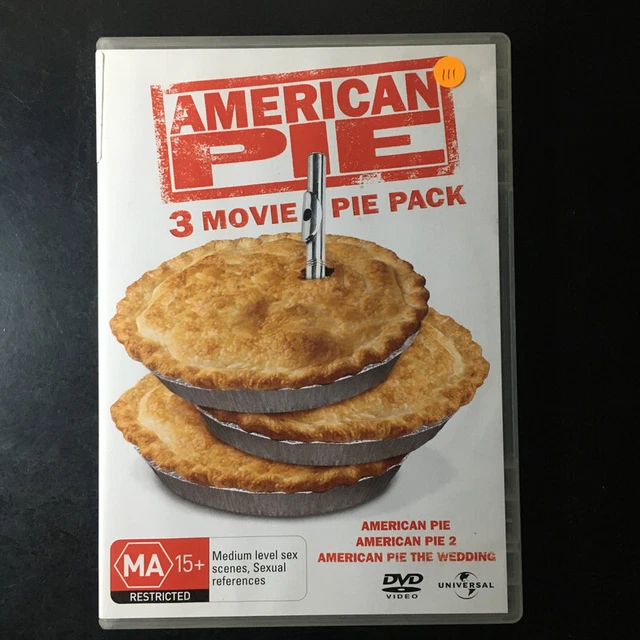 AMERICAN
PIE
111
3 MOVIE PIE PACK
AMERICAN PIE
AMERICAN PIE 2
AMERICAN PIE THE WEDDING
MA 15+
RESTRICTED
Medium level sex
scenes, Sexual
references
DVD
VIDEO
UNIVERSAL